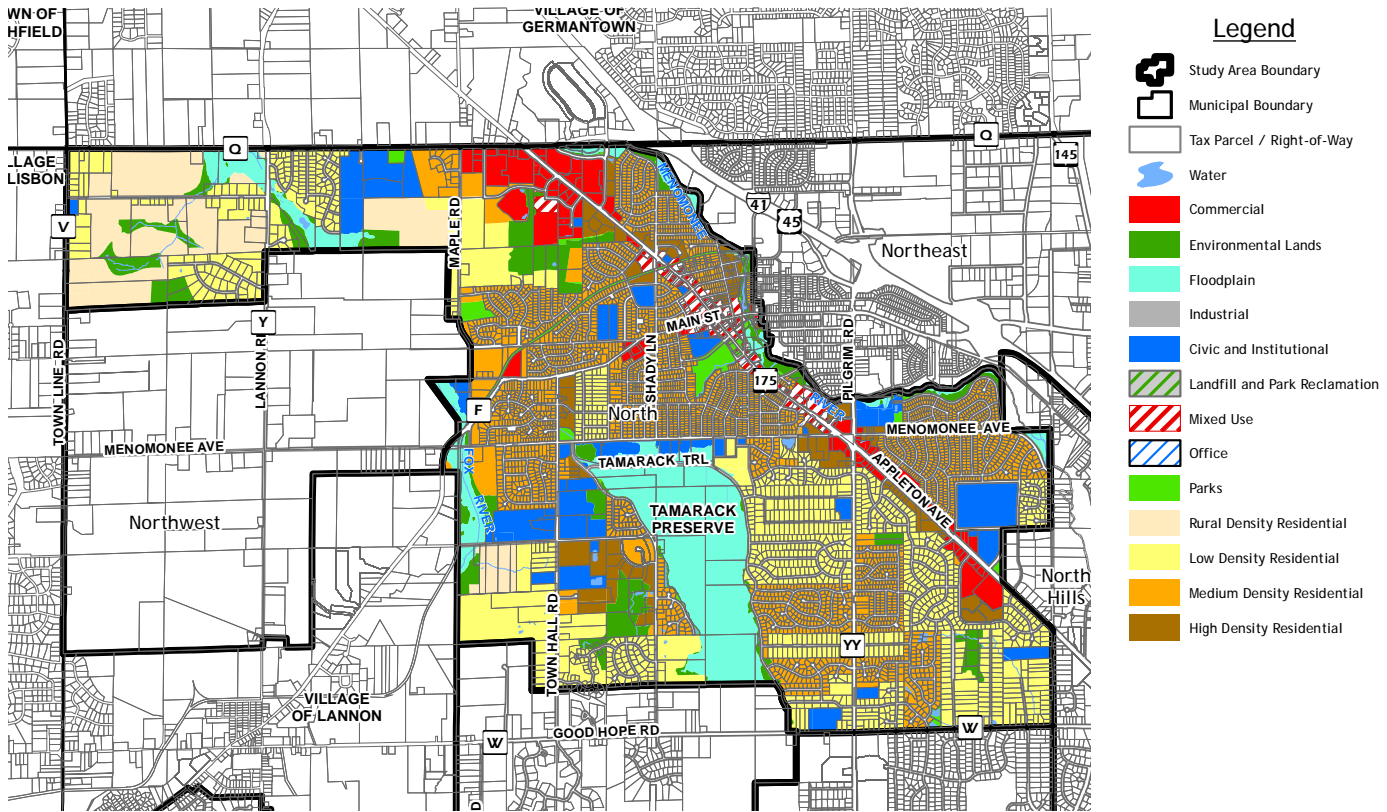 WN OF
HFIELD
VILLAGE OF
GERMANTOWN
Q
Q
145
LLAGE
LISBON
V
MAPLE RD
MENOMONEE
41
45
Northeast
Y
LANNON RD
TOWN LINE RD
MAIN ST
SHADY LN
175
PILGRIM RD
RIVER
F
North
MENOMONEE AVE
MENOMONEE AVE
FOX
RIVER
TAMARACK TRL
APPLETON AVE
Northwest
TAMARACK
PRESERVE
North
Hills
TOWN HALL RD
YY
VILLAGE
OF LANNON
W
GOOD HOPE RD
W
D
Legend
Study Area Boundary
Municipal Boundary
Tax Parcel / Right-of-Way
Water
Commercial
Environmental Lands
Floodplain
Industrial
Civic and Institutional
Landfill and Park Reclamation
Mixed Use
Office
Parks
Rural Density Residential
Low Density Residential
Medium Density Residential
High Density Residential